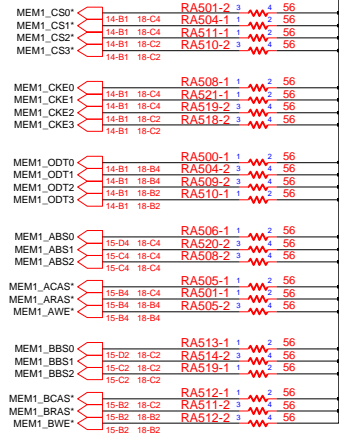 MEM1_CS0* RA501-2 3 4 56
14-B1 18-C4
MEM1_CS1* RA504-1 1 2 56
14-B1 18-C4
MEM1_CS2* RA511-1 1 2 56
14-B1 18-C2
MEM1_CS3* RA510-2 3 4 56
14-B1 18-C2
MEM1_CKE0 RA508-1 1 2 56
14-B1 18-C4
MEM1_CKE1 RA521-1 1 2 56
14-B1 18-C4
MEM1_CKE2 RA519-2 3 4 56
14-B1 18-C2
MEM1_CKE3 RA518-2 3 4 56
14-B1 18-C2
MEM1_ODT0 RA500-1 1 2 56
14-B1 18-B4
MEM1_ODT1 RA504-2 3 4 56
14-B1 18-B4
MEM1_ODT2 RA509-2 3 4 56
14-B1 18-B2
MEM1_ODT3 RA510-1 1 2 56
14-B1 18-B2
MEM1_ABS0 RA506-1 1 2 56
15-D4 18-C4
MEM1_ABS1 RA520-2 3 4 56
15-C4 18-C4
MEM1_ABS2 RA508-2 3 4 56
15-C4 18-C4
MEM1_ACAS* RA505-1 1 2 56
15-B4 18-C4
MEM1_ARAS* RA501-1 1 2 56
15-B4 18-B4
MEM1_AWE* RA505-2 3 4 56
15-B4 18-B4
MEM1_BBS0 RA513-1 1 2 56
15-D2 18-C2
MEM1_BBS1 RA514-2 3 4 56
15-C2 18-C2
MEM1_BBS2 RA519-1 1 2 56
15-C2 18-C2
MEM1_BCAS* RA512-1 1 2 56
15-B2 18-C2
MEM1_BRAS* RA511-2 3 4 56
15-B2 18-B2
MEM1_BWE* RA512-2 3 4 56
15-B2 18-B2